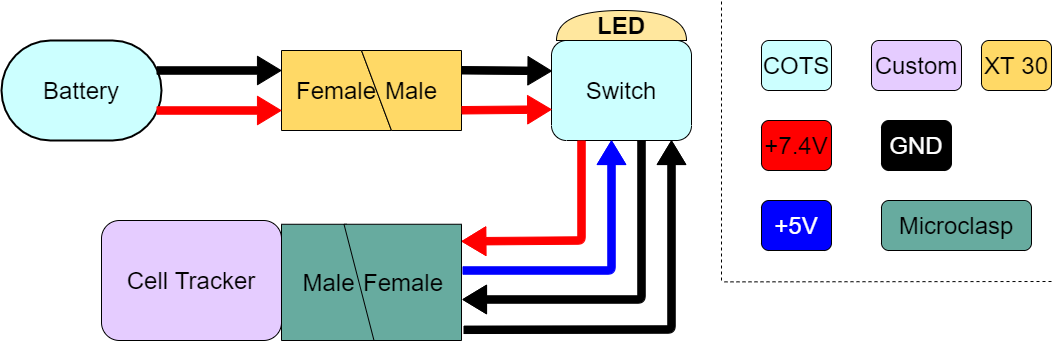 LED
Battery
Female Male
Switch
Cell Tracker
Male Female
COTS
Custom
XT 30
+7.4V
GND
+5V
Microclasp